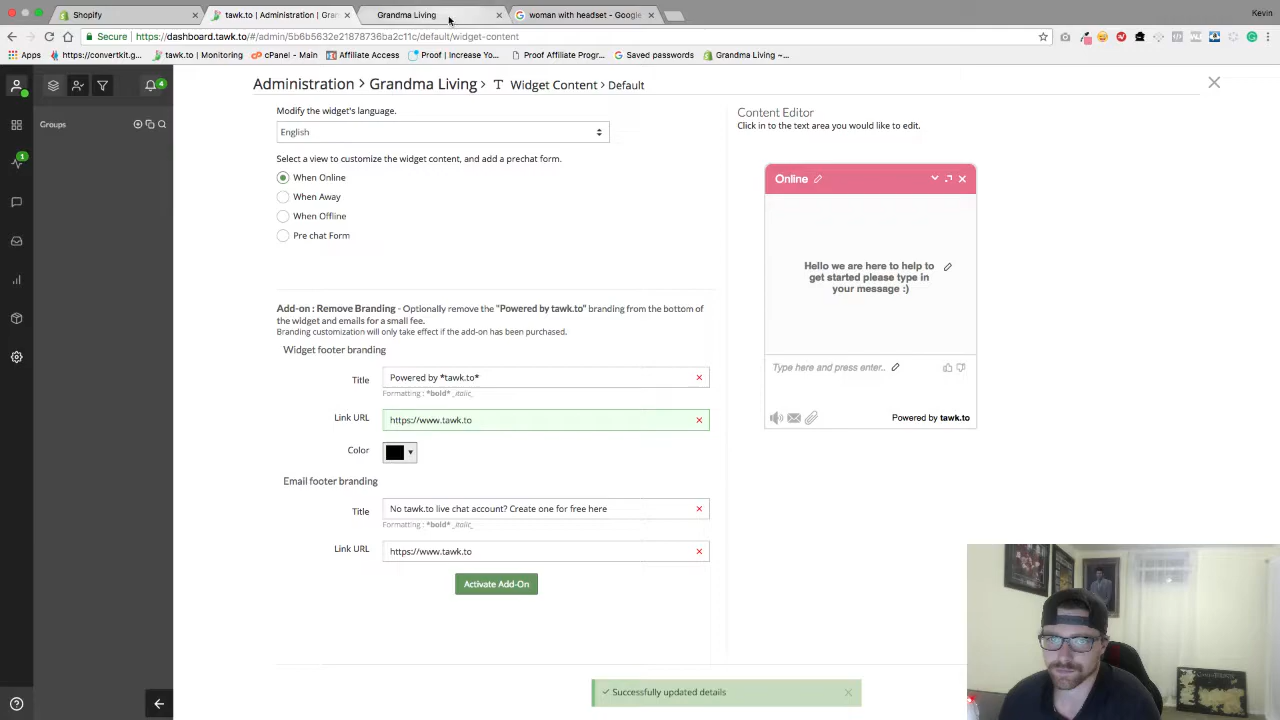 Shopify
tawk.to | Administration | Gran
Grandma Living
woman with headset - Google
Kevin
Secure
https://dashboard.tawk.to/#/admin/5b6b5632e21878736ba2c11c/default/widget-content
Apps
https://convertkit.c...
tawk.to | Monitoring
cPanel - Main
Affiliate Access
Proof | Increase Yo...
Proof Affiliate Prog...
Saved passwords
Grandma Living ~...
4
Administration > Grandma Living > T Widget Content > Default
Groups
1
Modify the widget's language.
English
Select a view to customize the widget content, and add a prechat form.
When Online
When Away
When Offline
Pre chat Form
Add-on : Remove Branding - Optionally remove the "Powered by tawk.to" branding from the bottom of
the widget and emails for a small fee.
Branding customization will only take effect if the add-on has been purchased.
Widget footer branding
Title
Powered by *tawk.to*
Formatting : *bold* _italic_
Link URL
https://www.tawk.to
Color
Email footer branding
Title
No tawk.to live chat account? Create one for free here
Formatting : *bold* _italic_
Link URL
https://www.tawk.to
Activate Add-On
Content Editor
Click in to the text area you would like to edit.
Online
Hello we are here to help to
get started please type in
your message :)
Type here and press enter..
Powered by tawk.to
Successfully updated details